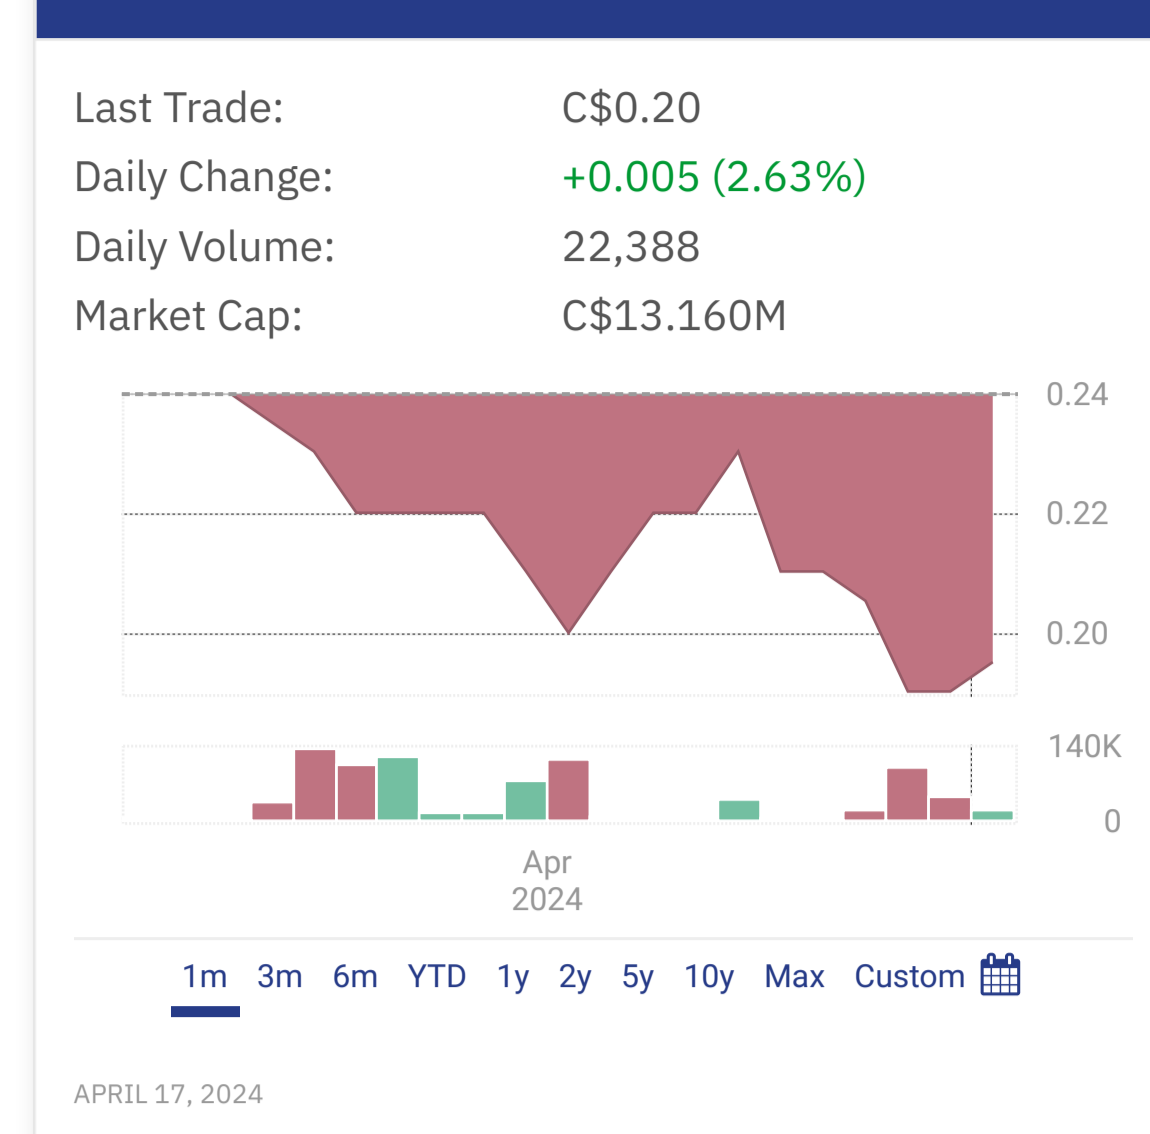 Last Trade: C$0.20
Daily Change: +0.005 (2.63%)
Daily Volume: 22,388
Market Cap: C$13.160M
0.24
0.22
0.20
140K
0
Apr
2024
1m 3m 6m YTD 1y 2y 5y 10y Max Custom
APRIL 17, 2024